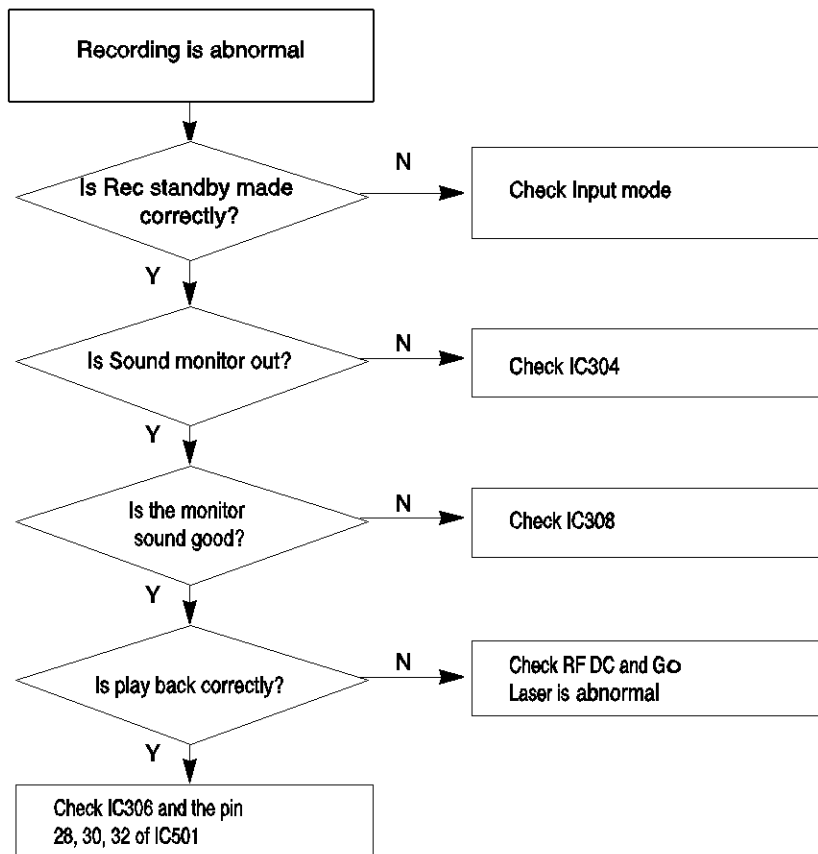 Recording is abnormal
Is Rec standby made
correctly?
N
Check Input mode
Y
Is Sound monitor out?
N
Check IC304
Y
Is the monitor
sound good?
N
Check IC308
Y
Is play back correctly?
N
Check RF DC and Go
Laser is abnormal
Y
Check IC306 and the pin
28, 30, 32 of IC501